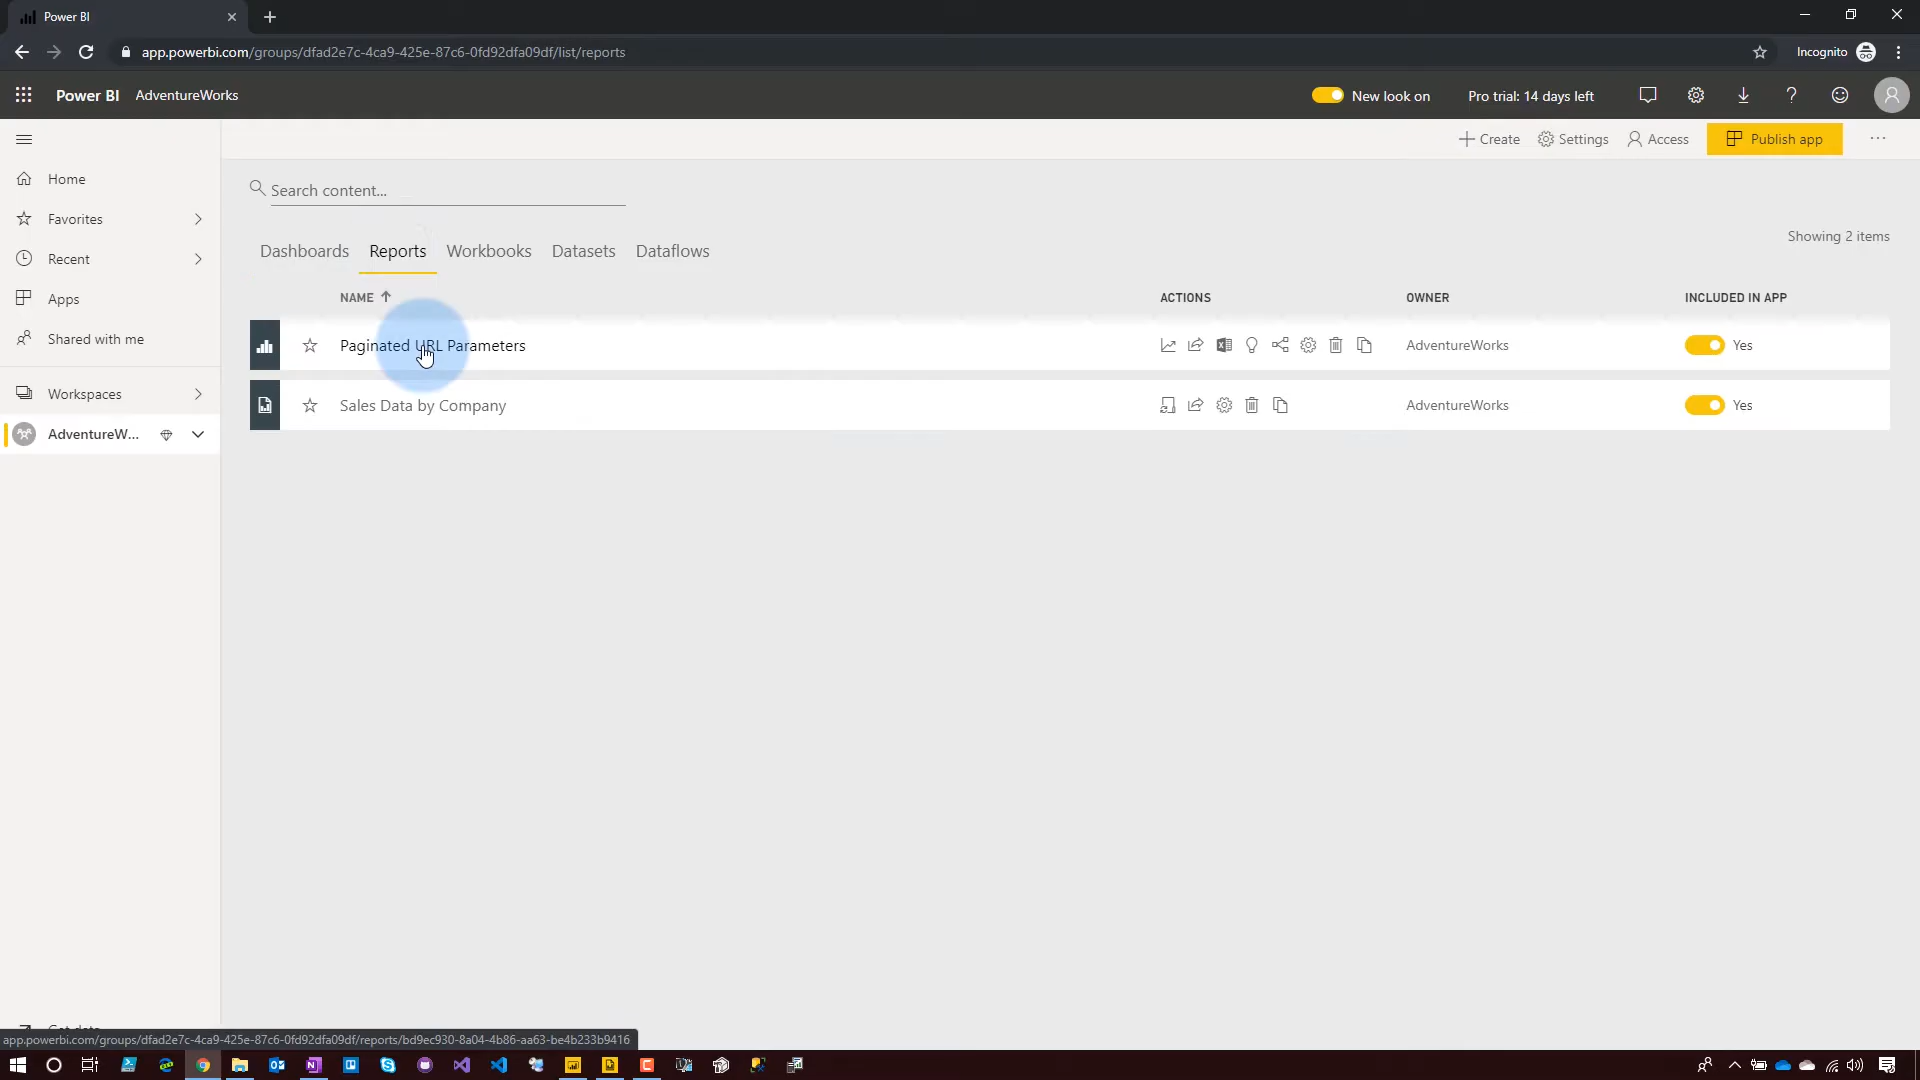 Power BI
app.powerbi.com/groups/dfad2e7c-4ca9-425e-87c6-0fd92dfa09df/list/reports
Incognito
Power BI AdventureWorks
New look on
Pro trial: 14 days left
Create
Settings
Access
Publish app
Home
Favorites
Recent
Apps
Shared with me
Workspaces
AdventureW...
Search content...
Dashboards Reports Workbooks Datasets Dataflows
Showing 2 items
NAME ACTIONS OWNER INCLUDED IN APP
Paginated URL Parameters AdventureWorks Yes
Sales Data by Company AdventureWorks Yes
app.powerbi.com/groups/dfad2e7c-4ca9-425e-87c6-0fd92dfa09df/reports/bd9ec930-8a04-4b86-aa63-be4b233b9416